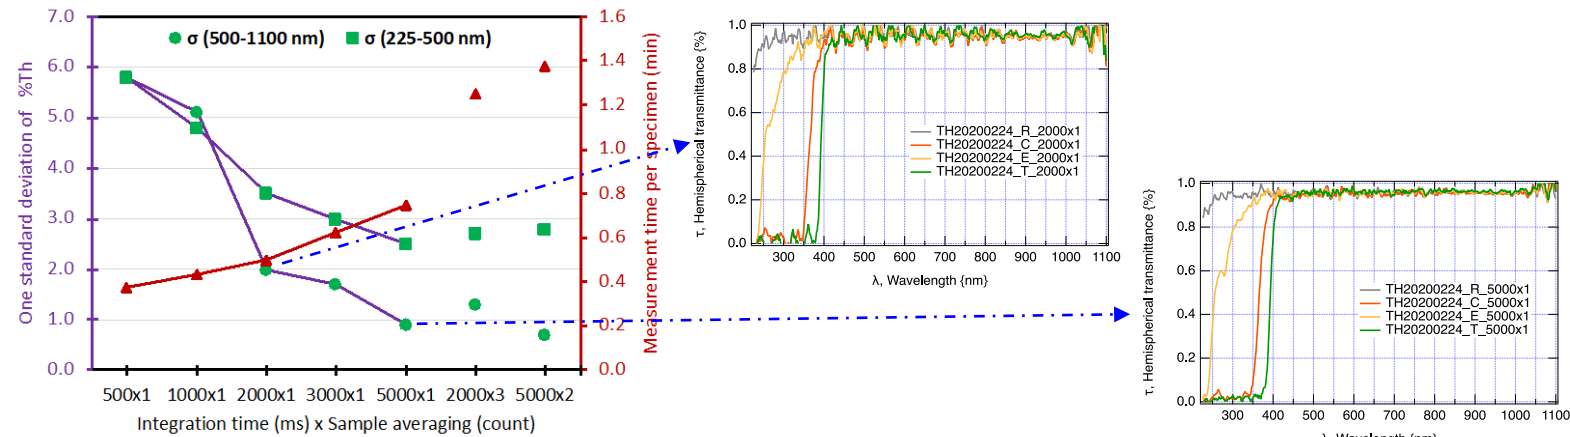 7.0
6.0
5.0
4.0
3.0
2.0
1.0
0.0
One standard deviation of %Th
σ (500-1100 nm)
σ (225-500 nm)
1.6
1.4
1.2
1.0
0.8
0.6
0.4
0.2
0.0
Measurement time per specimen (min)
500x1 1000x1 2000x1 3000x1 5000x1 2000x3 5000x2
Integration time (ms) x Sample averaging (count)
1.0
0.8
0.6
0.4
0.2
0.0
τ, Hemispherical transmittance {%}
TH20200224_R_2000x1
TH20200224_C_2000x1
TH20200224_E_2000x1
TH20200224_T_2000x1
300 400 500 600 700 800 900 1000 1100
λ, Wavelength {nm}
1.0
0.8
0.6
0.4
0.2
0.0
τ, Hemispherical transmittance {%}
TH20200224_R_5000x1
TH20200224_C_5000x1
TH20200224_E_5000x1
TH20200224_T_5000x1
300 400 500 600 700 800 900 1000 1100
λ, Wavelength {nm}